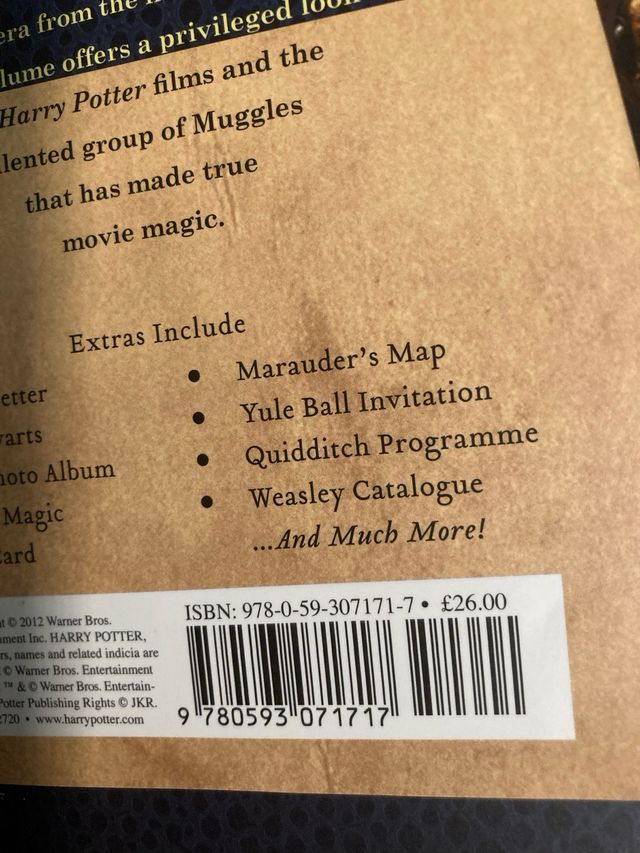 era from the
lume offers a privileged look
Harry Potter films and the
lented group of Muggles
that has made true
movie magic.
Extras Include
etter
arts
hoto Album
Magic
ard
• Marauder's Map
• Yule Ball Invitation
• Quidditch Programme
• Weasley Catalogue
...And Much More!
t © 2012 Warner Bros.
ment Inc. HARRY POTTER,
rs, names and related indicia are
© Warner Bros. Entertainment
™ & © Warner Bros. Entertain-
Potter Publishing Rights © JKR.
2720 • www.harrypotter.com
ISBN: 978-0-59-307171-7 • £26.00
9 780593 071717